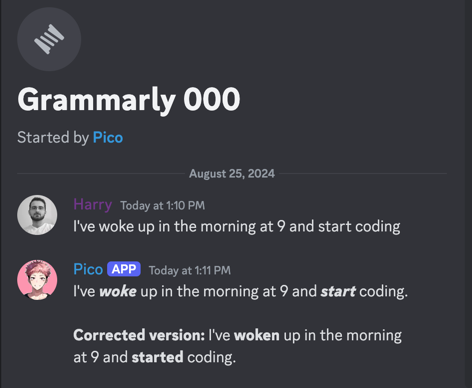 Grammarly 000
Started by Pico
August 25, 2024
Harry Today at 1:10 PM
I've woke up in the morning at 9 and start coding
Pico APP Today at 1:11 PM
I've woke up in the morning at 9 and start coding.
Corrected version: I've woken up in the morning
at 9 and started coding.